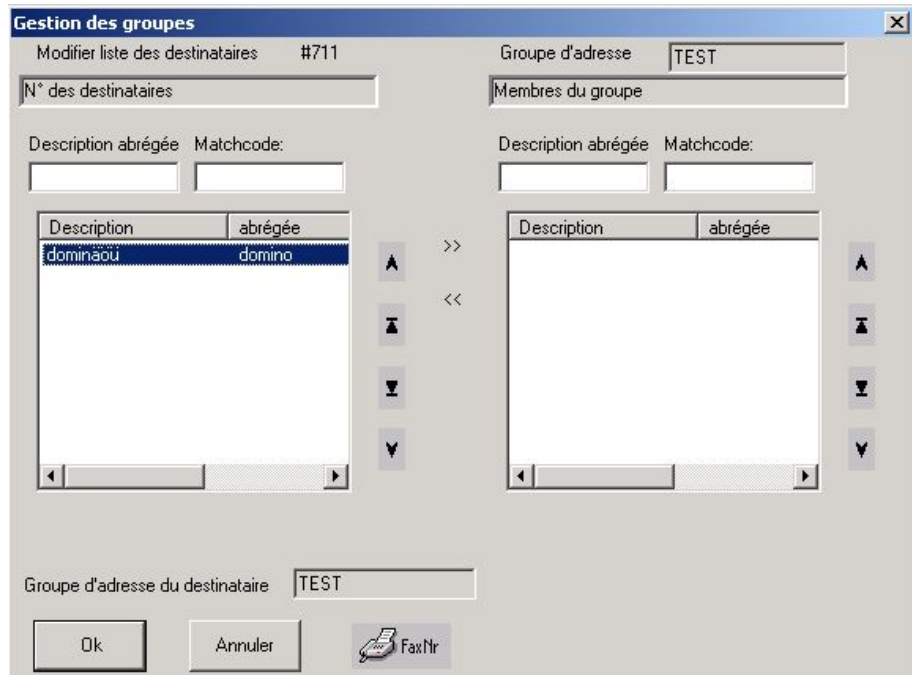 Gestion des groupes
Modifier liste des destinataires #711 Groupe d'adresse TEST
N° des destinataires Membres du groupe
Description abrégée Matchcode: Description abrégée Matchcode:
Description abrégée Description abrégée
dominäöü domino
>>
<<
Groupe d'adresse du destinataire TEST
Ok Annuler FaxNr